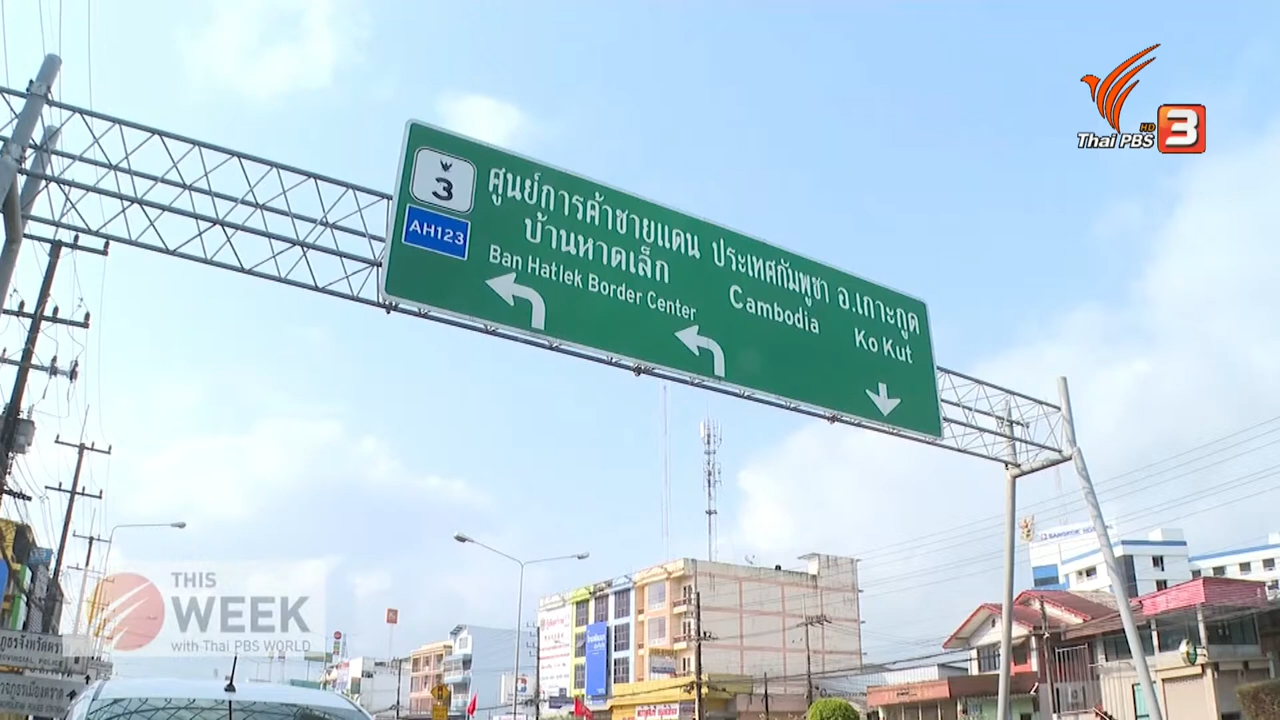 HD
Thai PBS 3
3
ศูนย์การค้าชายแดน ประเทศกัมพูชา อ.เกาะกูด
บ้านหาดเล็ก
AH123
Ban Hatlek Border Center
Cambodia
Ko Kut
THIS
WEEK
with Thai PBS WORLD
BANGKOK